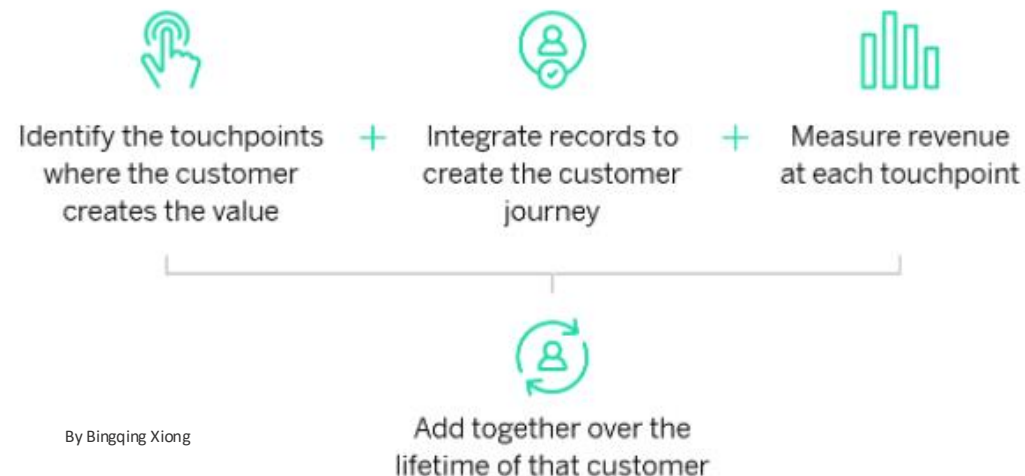 Identify the touchpoints
where the customer
creates the value
+
Integrate records to
create the customer
journey
+
Measure revenue
at each touchpoint
Add together over the
lifetime of that customer
By Bingqing Xiong